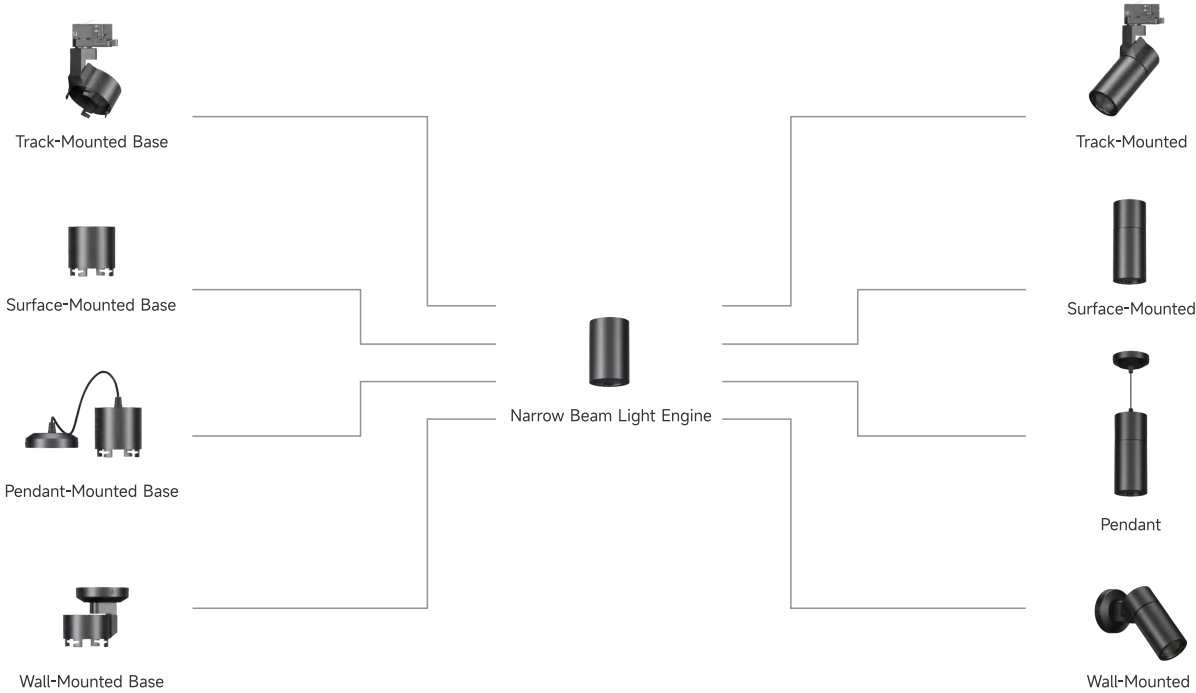 Track-Mounted Base
Track-Mounted
Surface-Mounted Base
Surface-Mounted
Narrow Beam Light Engine
Pendant-Mounted Base
Pendant
Wall-Mounted Base
Wall-Mounted